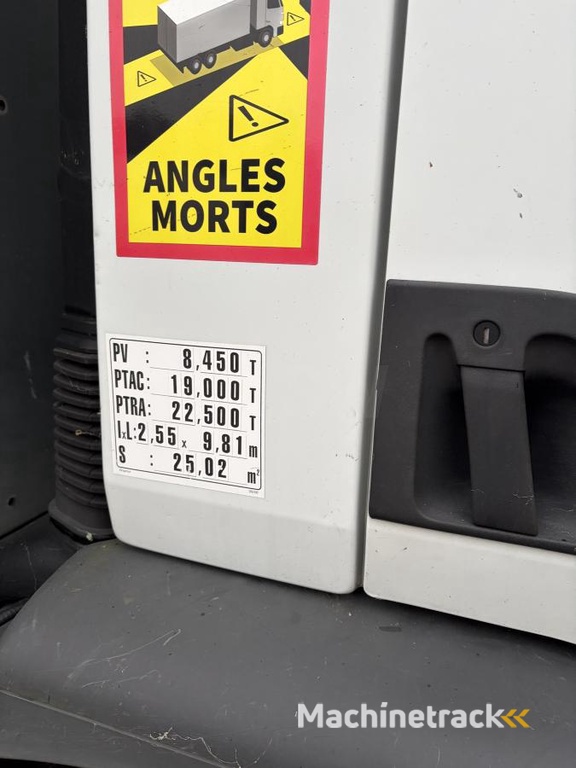 ANGLES
MORTS
PV : 8,450 T
PTAC: 19,000 T
PTRA: 22,500 T
lxL: 2,55 x 9,81 m
S : 25,02 m²
Machinetrack